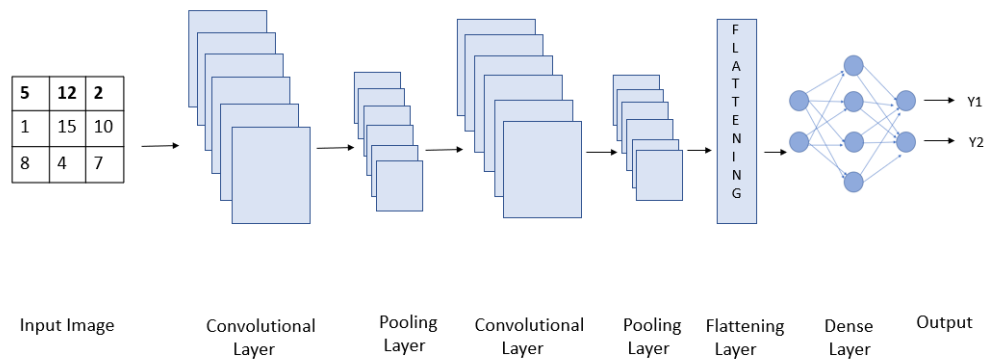 5 12 2
1 15 10
8 4 7
F
L
A
T
T
E
N
I
N
G
Y1
Y2
Input Image
Convolutional
Layer
Pooling
Layer
Convolutional
Layer
Pooling
Layer
Flattening
Layer
Dense
Layer
Output